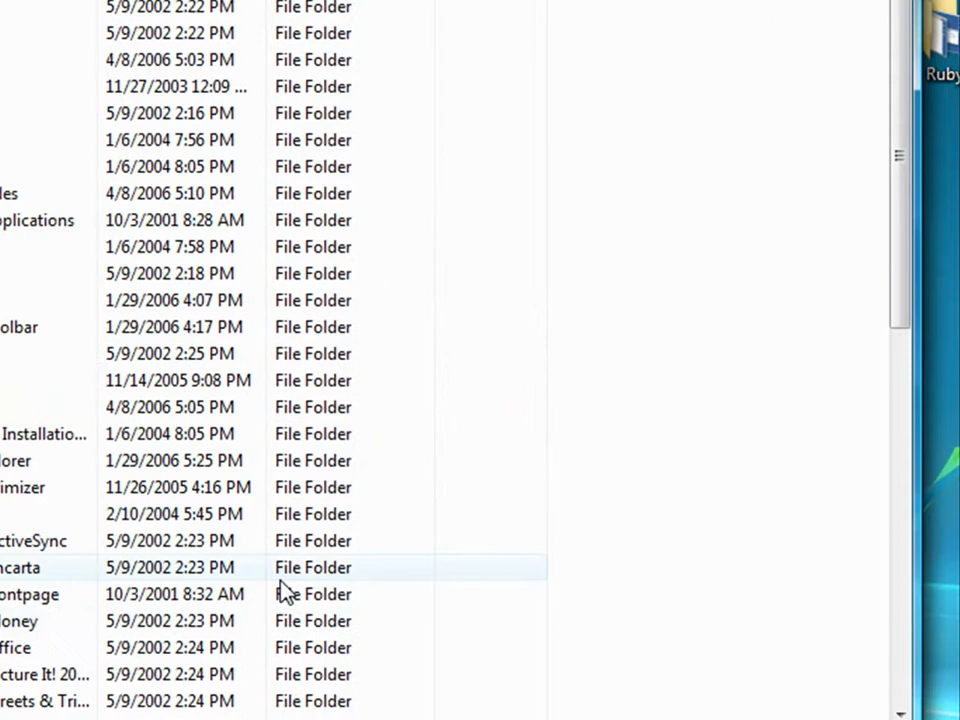 5/9/2002 2:22 PM File Folder
5/9/2002 2:22 PM File Folder
4/8/2006 5:03 PM File Folder
11/27/2003 12:09 ... File Folder
5/9/2002 2:16 PM File Folder
1/6/2004 7:56 PM File Folder
1/6/2004 8:05 PM File Folder
les 4/8/2006 5:10 PM File Folder
pplications 10/3/2001 8:28 AM File Folder
1/6/2004 7:58 PM File Folder
5/9/2002 2:18 PM File Folder
1/29/2006 4:07 PM File Folder
olbar 1/29/2006 4:17 PM File Folder
5/9/2002 2:25 PM File Folder
11/14/2005 9:08 PM File Folder
4/8/2006 5:05 PM File Folder
Installatio... 1/6/2004 8:05 PM File Folder
lorer 1/29/2006 5:25 PM File Folder
imizer 11/26/2005 4:16 PM File Folder
2/10/2004 5:45 PM File Folder
ctiveSync 5/9/2002 2:23 PM File Folder
ncarta 5/9/2002 2:23 PM File Folder
ontpage 10/3/2001 8:32 AM File Folder
oney 5/9/2002 2:23 PM File Folder
ffice 5/9/2002 2:24 PM File Folder
cture It! 20... 5/9/2002 2:24 PM File Folder
reets & Tri... 5/9/2002 2:24 PM File Folder
Ruby